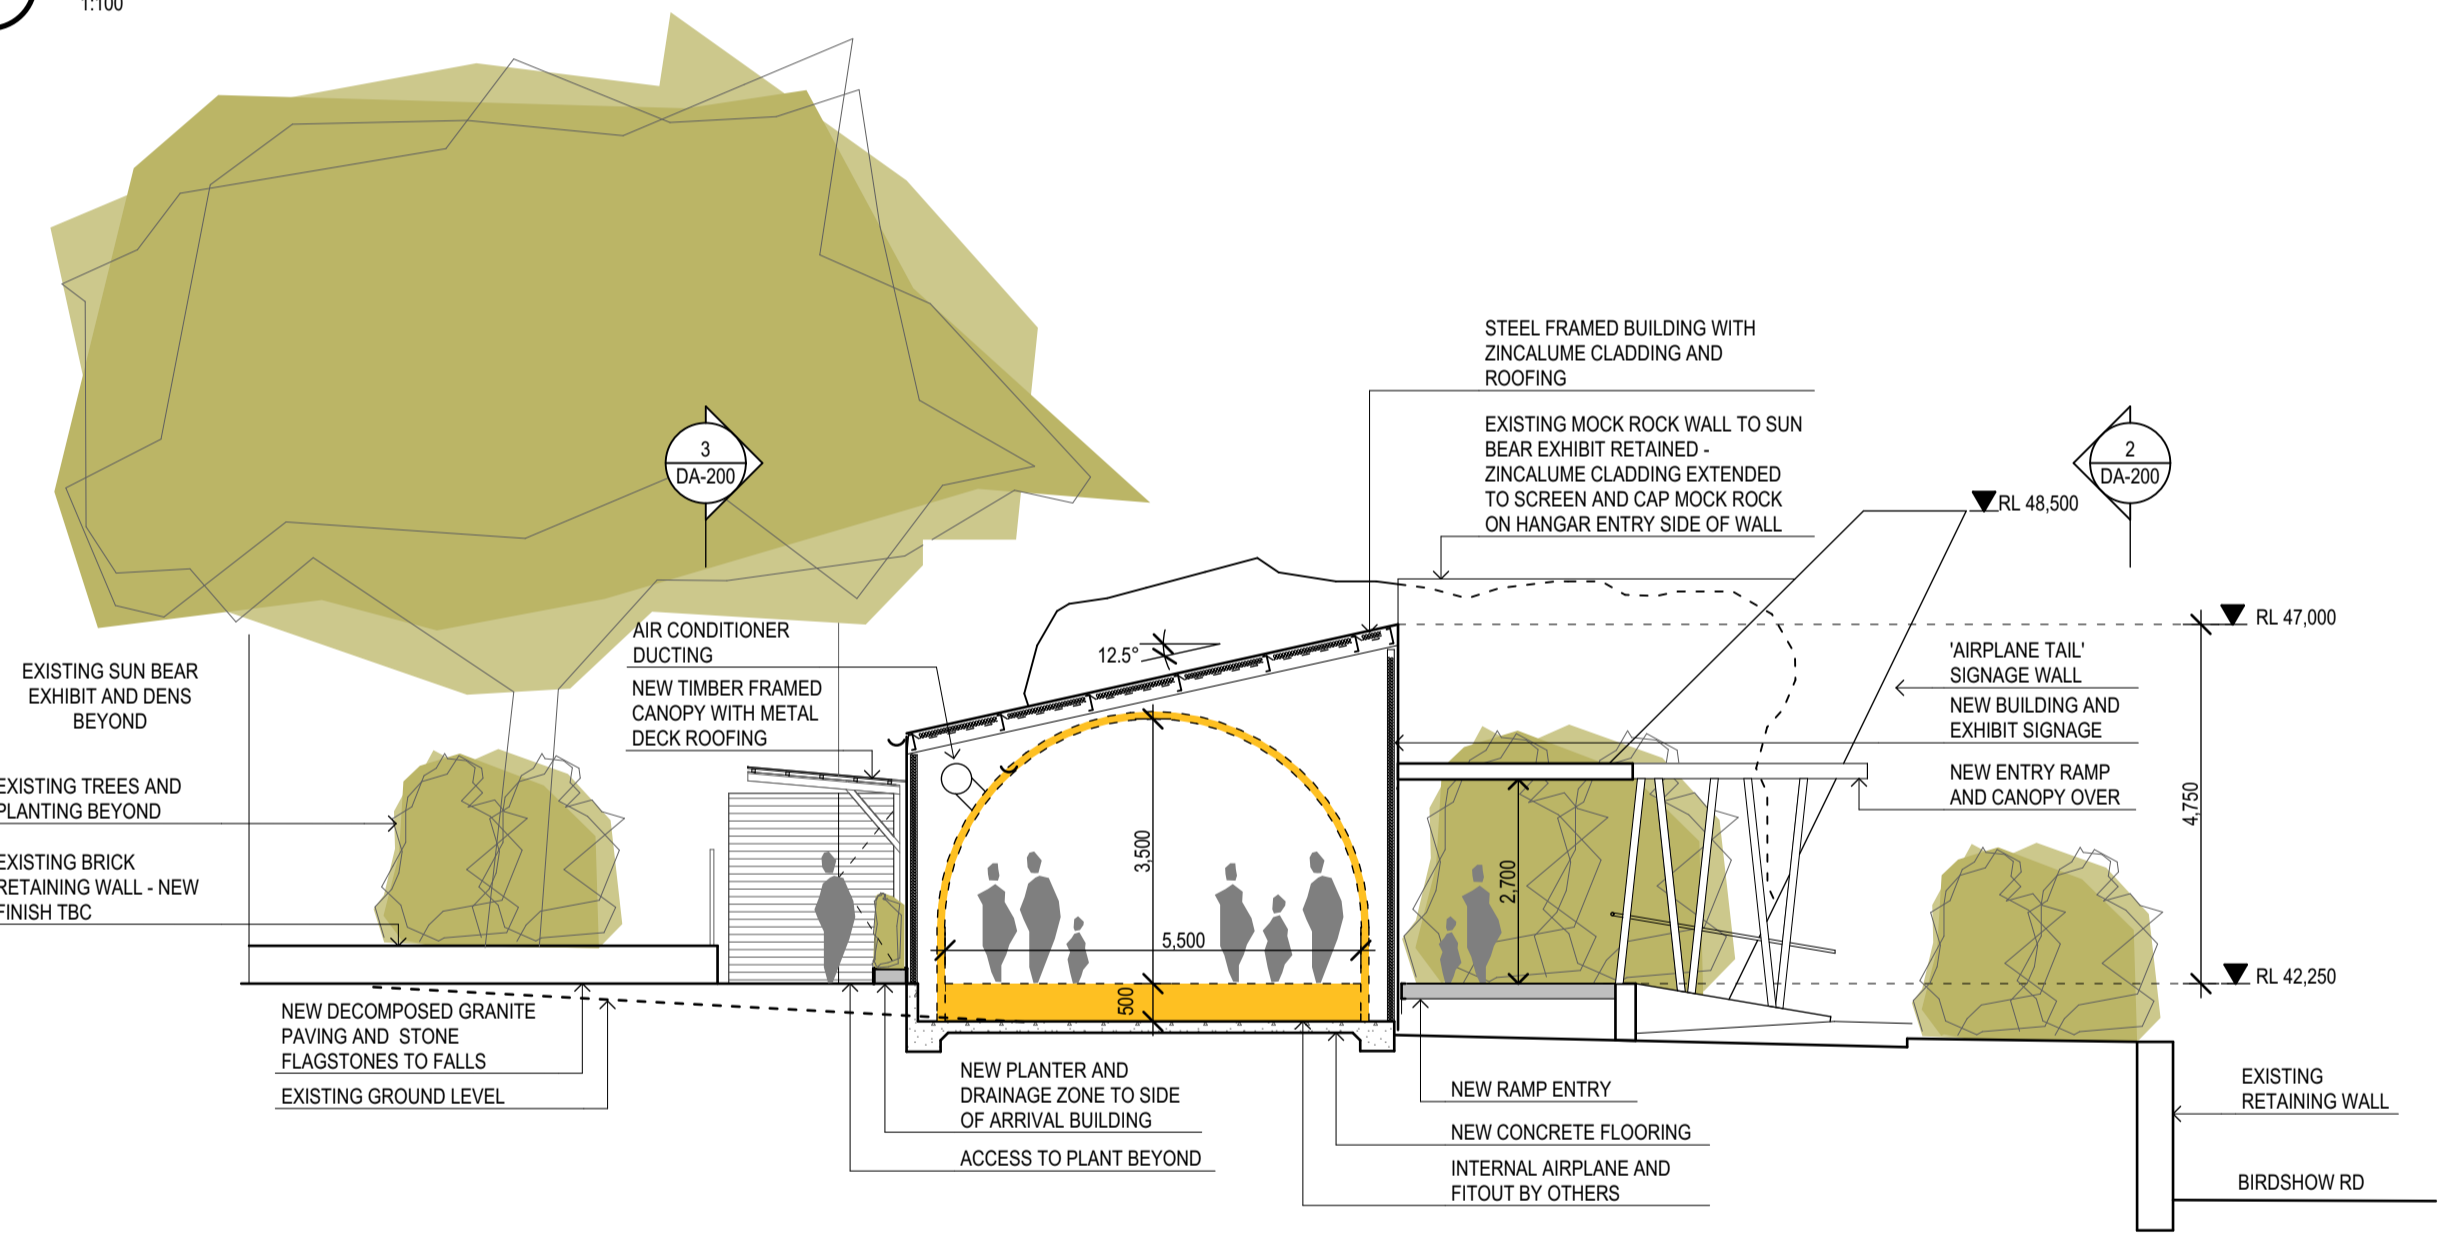 1:100
3
DA-200
2
DA-200
STEEL FRAMED BUILDING WITH
ZINCALUME CLADDING AND
ROOFING
EXISTING MOCK ROCK WALL TO SUN
BEAR EXHIBIT RETAINED -
ZINCALUME CLADDING EXTENDED
TO SCREEN AND CAP MOCK ROCK
ON HANGAR ENTRY SIDE OF WALL
RL 48,500
RL 47,000
AIR CONDITIONER
DUCTING
12.5°
NEW TIMBER FRAMED
CANOPY WITH METAL
DECK ROOFING
EXISTING SUN BEAR
EXHIBIT AND DENS
BEYOND
'AIRPLANE TAIL'
SIGNAGE WALL
NEW BUILDING AND
EXHIBIT SIGNAGE
NEW ENTRY RAMP
AND CANOPY OVER
EXISTING TREES AND
PLANTING BEYOND
EXISTING BRICK
RETAINING WALL - NEW
FINISH TBC
3,500
2,700
4,750
5,500
500
RL 42,250
NEW DECOMPOSED GRANITE
PAVING AND STONE
FLAGSTONES TO FALLS
EXISTING GROUND LEVEL
NEW PLANTER AND
DRAINAGE ZONE TO SIDE
OF ARRIVAL BUILDING
ACCESS TO PLANT BEYOND
NEW RAMP ENTRY
NEW CONCRETE FLOORING
INTERNAL AIRPLANE AND
FITOUT BY OTHERS
EXISTING
RETAINING WALL
BIRDSHOW RD